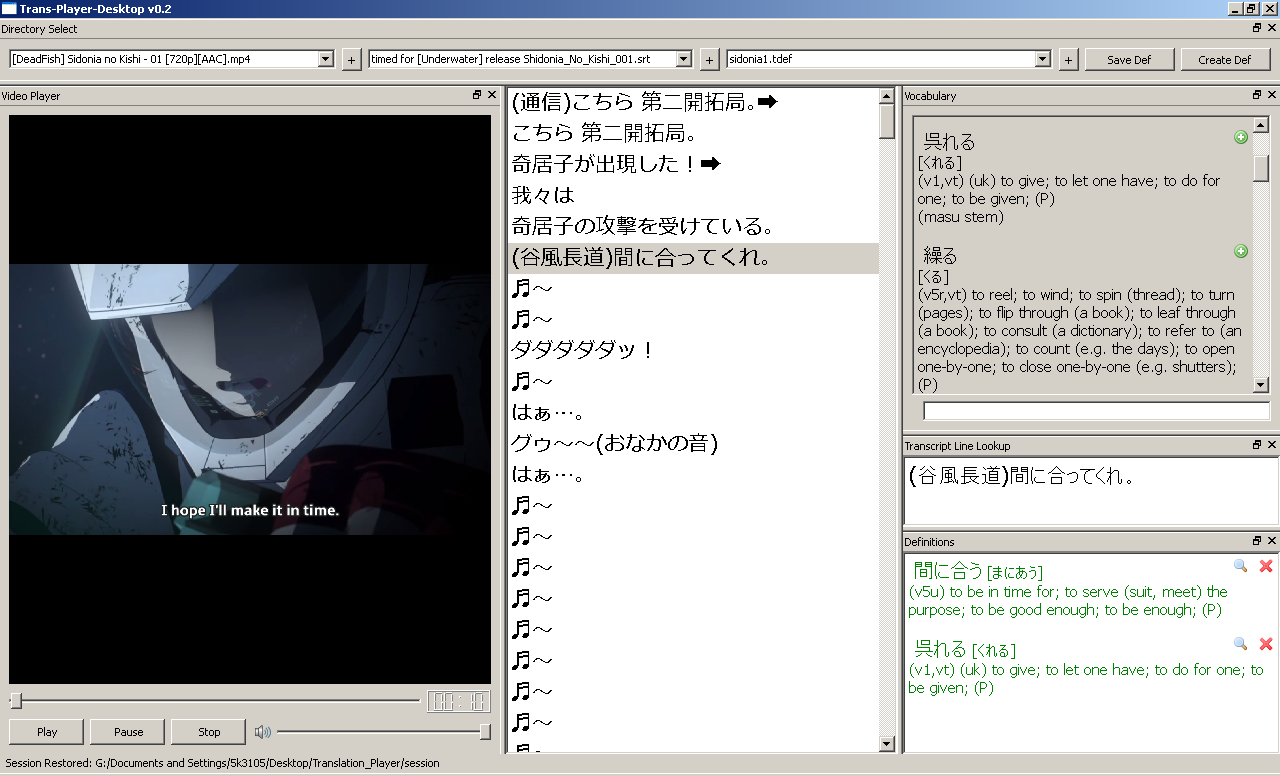 Trans-Player-Desktop v0.2
Directory Select
[DeadFish] Sidonia no Kishi - 01 [720p][AAC].mp4
+
timed for [Underwater] release Shidonia_No_Kishi_001.srt
+
sidonia1.tdef
+
Save Def
Create Def
Video Player
I hope I'll make it in time.
00:10
Play
Pause
Stop
(通信)こちら 第二開拓局。➡
こちら 第二開拓局。
奇居子が出現した！➡
我々は
奇居子の攻撃を受けている。
(谷風長道)間に合ってくれ。
♬～
♬～
ダダダダダッ！
♬～
はぁ…。
グゥ～～(おなかの音)
はぁ…。
♬～
♬～
♬～
♬～
♬～
♬～
♬～
♬～
♬～
Vocabulary
呉れる
[くれる]
(v1,vt) (uk) to give; to let one have; to do for
one; to be given; (P)
(masu stem)
繰る
[くる]
(v5r,vt) to reel; to wind; to spin (thread); to turn
(pages); to flip through (a book); to leaf through
(a book); to consult (a dictionary); to refer to (an
encyclopedia); to count (e.g. the days); to open
one-by-one; to close one-by-one (e.g. shutters);
(P)
Transcript Line Lookup
(谷風長道)間に合ってくれ。
Definitions
間に合う [まにあう]
(v5u) to be in time for; to serve (suit, meet) the
purpose; to be good enough; to be enough; (P)
呉れる [くれる]
(v1,vt) (uk) to give; to let one have; to do for one; to
be given; (P)
Session Restored: G:/Documents and Settings/5k3105/Desktop/Translation_Player/session